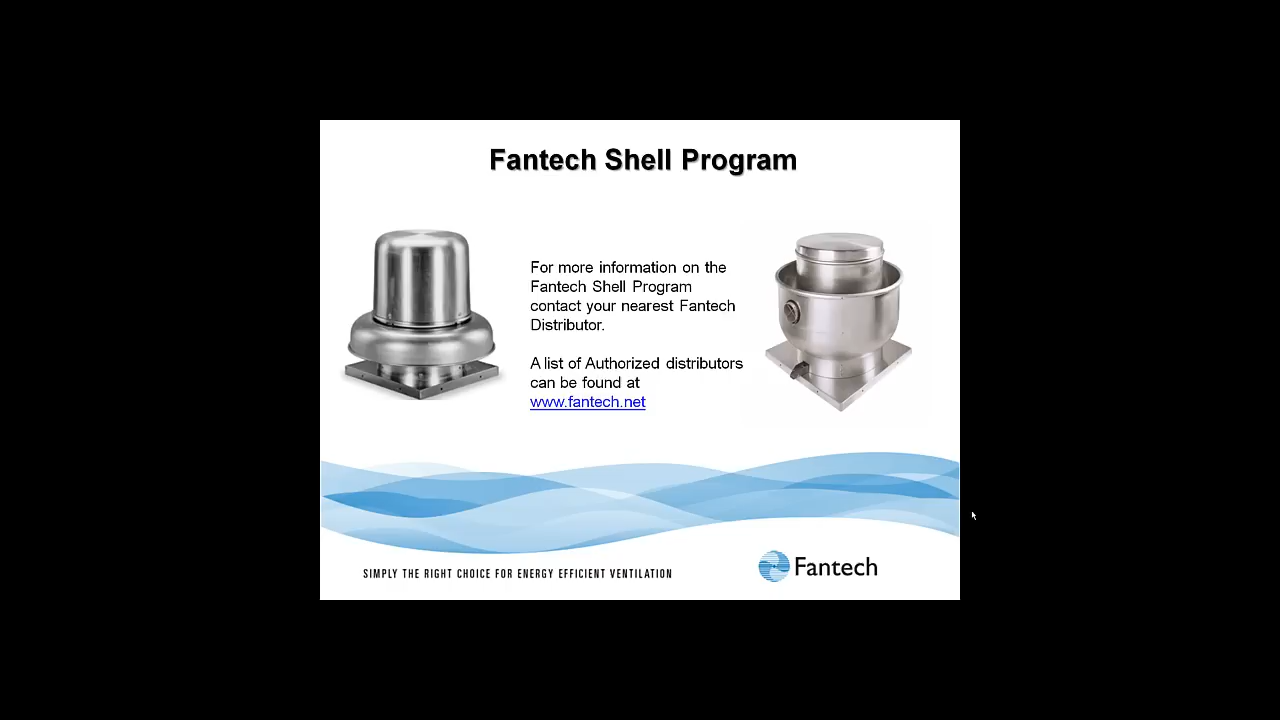 Fantech Shell Program
For more information on the
Fantech Shell Program
contact your nearest Fantech
Distributor.
A list of Authorized distributors
can be found at
www.fantech.net
SIMPLY THE RIGHT CHOICE FOR ENERGY EFFICIENT VENTILATION
Fantech